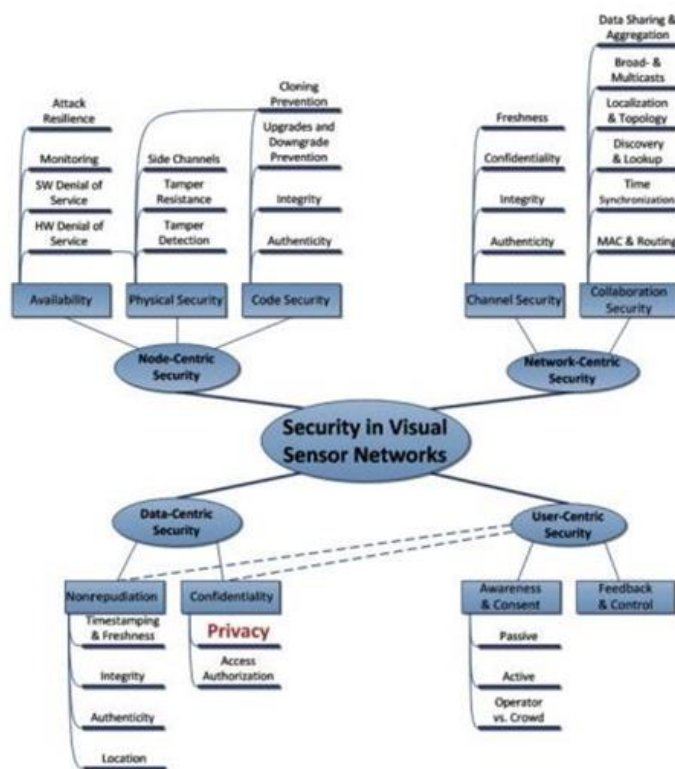 Data Sharing &
Aggregation
Cloning
Prevention
Broad- &
Multicasts
Attack
Resilience
Upgrades and
Downgrade
Prevention
Freshness
Localization
& Topology
Monitoring
Side Channels
Confidentiality
Discovery
& Lookup
SW Denial of
Service
Tamper
Resistance
Integrity
Integrity
Time
Synchronization
HW Denial of
Service
Tamper
Detection
Authenticity
Authenticity
MAC & Routing
Availability
Physical Security
Code Security
Channel Security
Collaboration
Security
Node-Centric
Security
Network-Centric
Security
Security in Visual
Sensor Networks
Data-Centric
Security
User-Centric
Security
Nonrepudiation
Confidentiality
Awareness
& Consent
Feedback
& Control
Timestamping
& Freshness
Privacy
Passive
Integrity
Access
Authorization
Active
Authenticity
Operator
vs. Crowd
Location